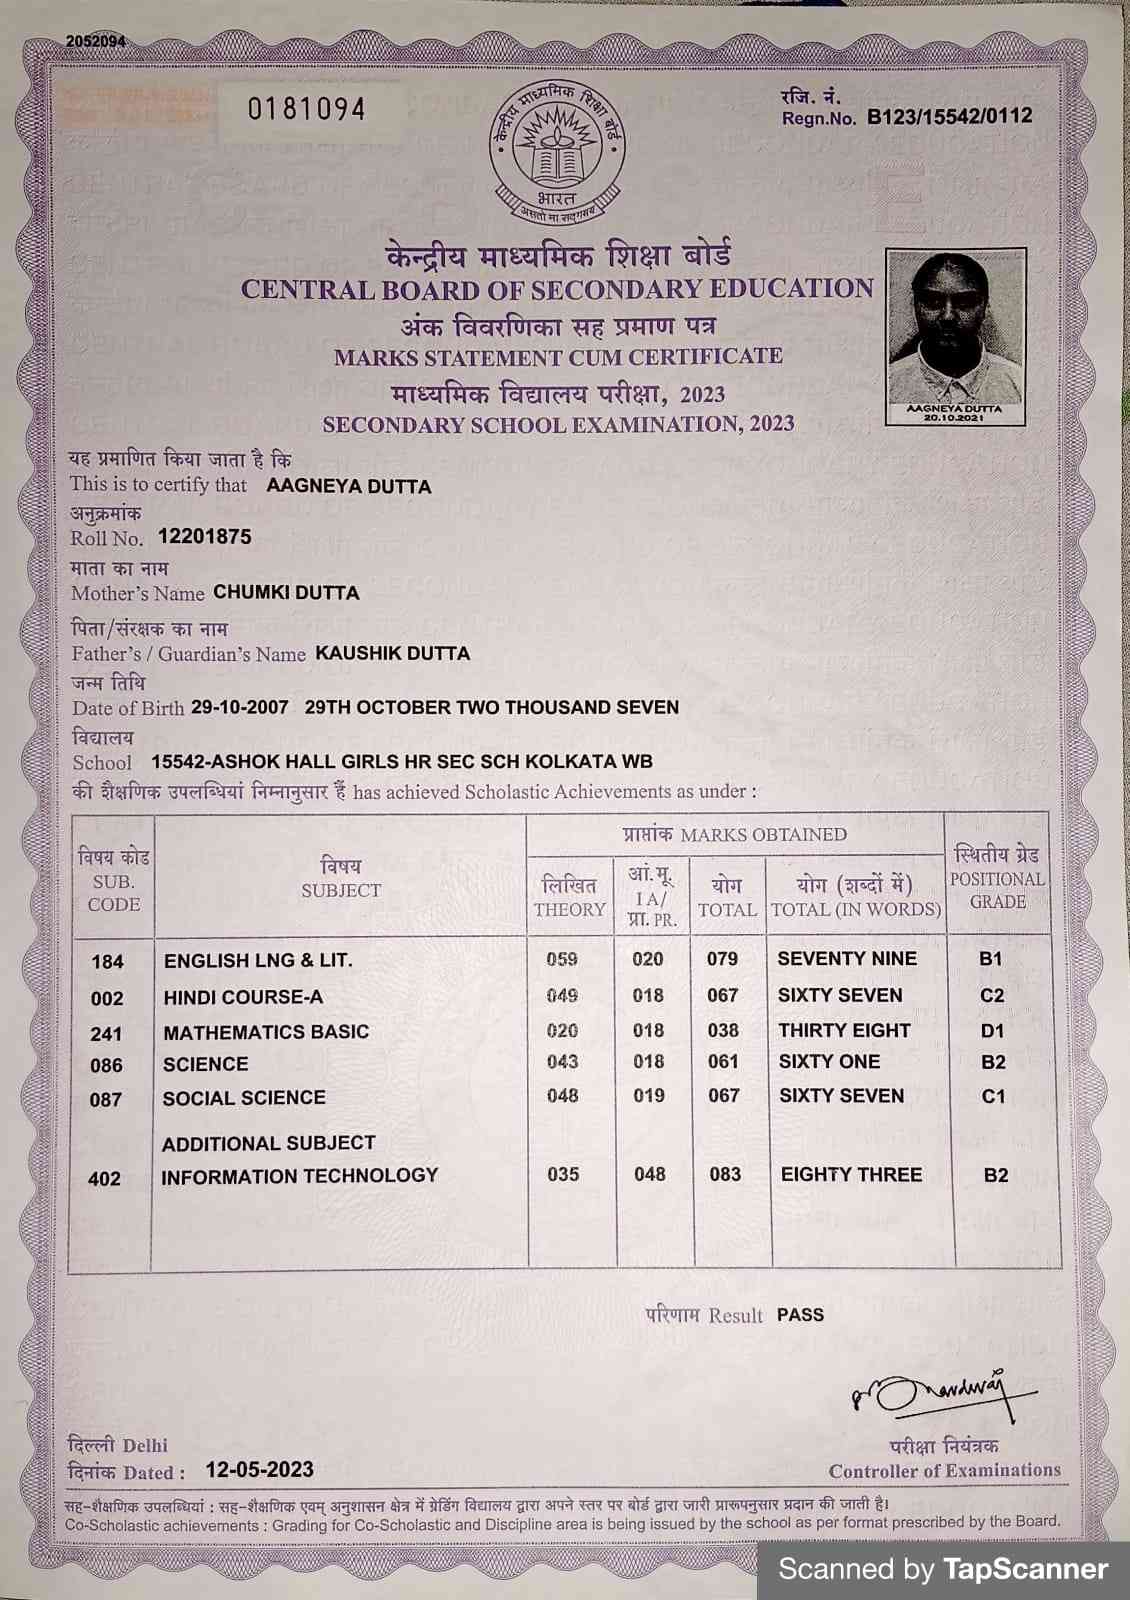 2052094
0181094
रजि. नं.
Regn.No. B123/15542/0112
केन्द्रीय माध्यमिक शिक्षा बोर्ड
भारत
असतो मा सद्गमय
केन्द्रीय माध्यमिक शिक्षा बोर्ड
CENTRAL BOARD OF SECONDARY EDUCATION
अंक विवरणिका सह प्रमाण पत्र
MARKS STATEMENT CUM CERTIFICATE
माध्यमिक विद्यालय परीक्षा, 2023
SECONDARY SCHOOL EXAMINATION, 2023
AAGNEYA DUTTA
20.10.2021
यह प्रमाणित किया जाता है कि
This is to certify that AAGNEYA DUTTA
अनुक्रमांक
Roll No. 12201875
माता का नाम
Mother's Name CHUMKI DUTTA
पिता/संरक्षक का नाम
Father's / Guardian's Name KAUSHIK DUTTA
जन्म तिथि
Date of Birth 29-10-2007 29TH OCTOBER TWO THOUSAND SEVEN
विद्यालय
School 15542-ASHOK HALL GIRLS HR SEC SCH KOLKATA WB
की शैक्षणिक उपलब्धियां निम्नानुसार हैं has achieved Scholastic Achievements as under :
विषय कोड
SUB.
CODE
विषय
SUBJECT
प्राप्तांक MARKS OBTAINED
लिखित
THEORY
आं.मू.
I A/
प्रा. PR.
योग
TOTAL
योग (शब्दों में)
TOTAL (IN WORDS)
स्थितीय ग्रेड
POSITIONAL
GRADE
184 ENGLISH LNG & LIT. 059 020 079 SEVENTY NINE B1
002 HINDI COURSE-A 049 018 067 SIXTY SEVEN C2
241 MATHEMATICS BASIC 020 018 038 THIRTY EIGHT D1
086 SCIENCE 043 018 061 SIXTY ONE B2
087 SOCIAL SCIENCE 048 019 067 SIXTY SEVEN C1
ADDITIONAL SUBJECT
402 INFORMATION TECHNOLOGY 035 048 083 EIGHTY THREE B2
परिणाम Result PASS
दिल्ली Delhi
दिनांक Dated : 12-05-2023
परीक्षा नियंत्रक
Controller of Examinations
सह-शैक्षणिक उपलब्धियां : सह-शैक्षणिक एवम् अनुशासन क्षेत्र में ग्रेडिंग विद्यालय द्वारा अपने स्तर पर बोर्ड द्वारा जारी प्रारूपनुसार प्रदान की जाती है।
Co-Scholastic achievements : Grading for Co-Scholastic and Discipline area is being issued by the school as per format prescribed by the Board.
Scanned by TapScanner